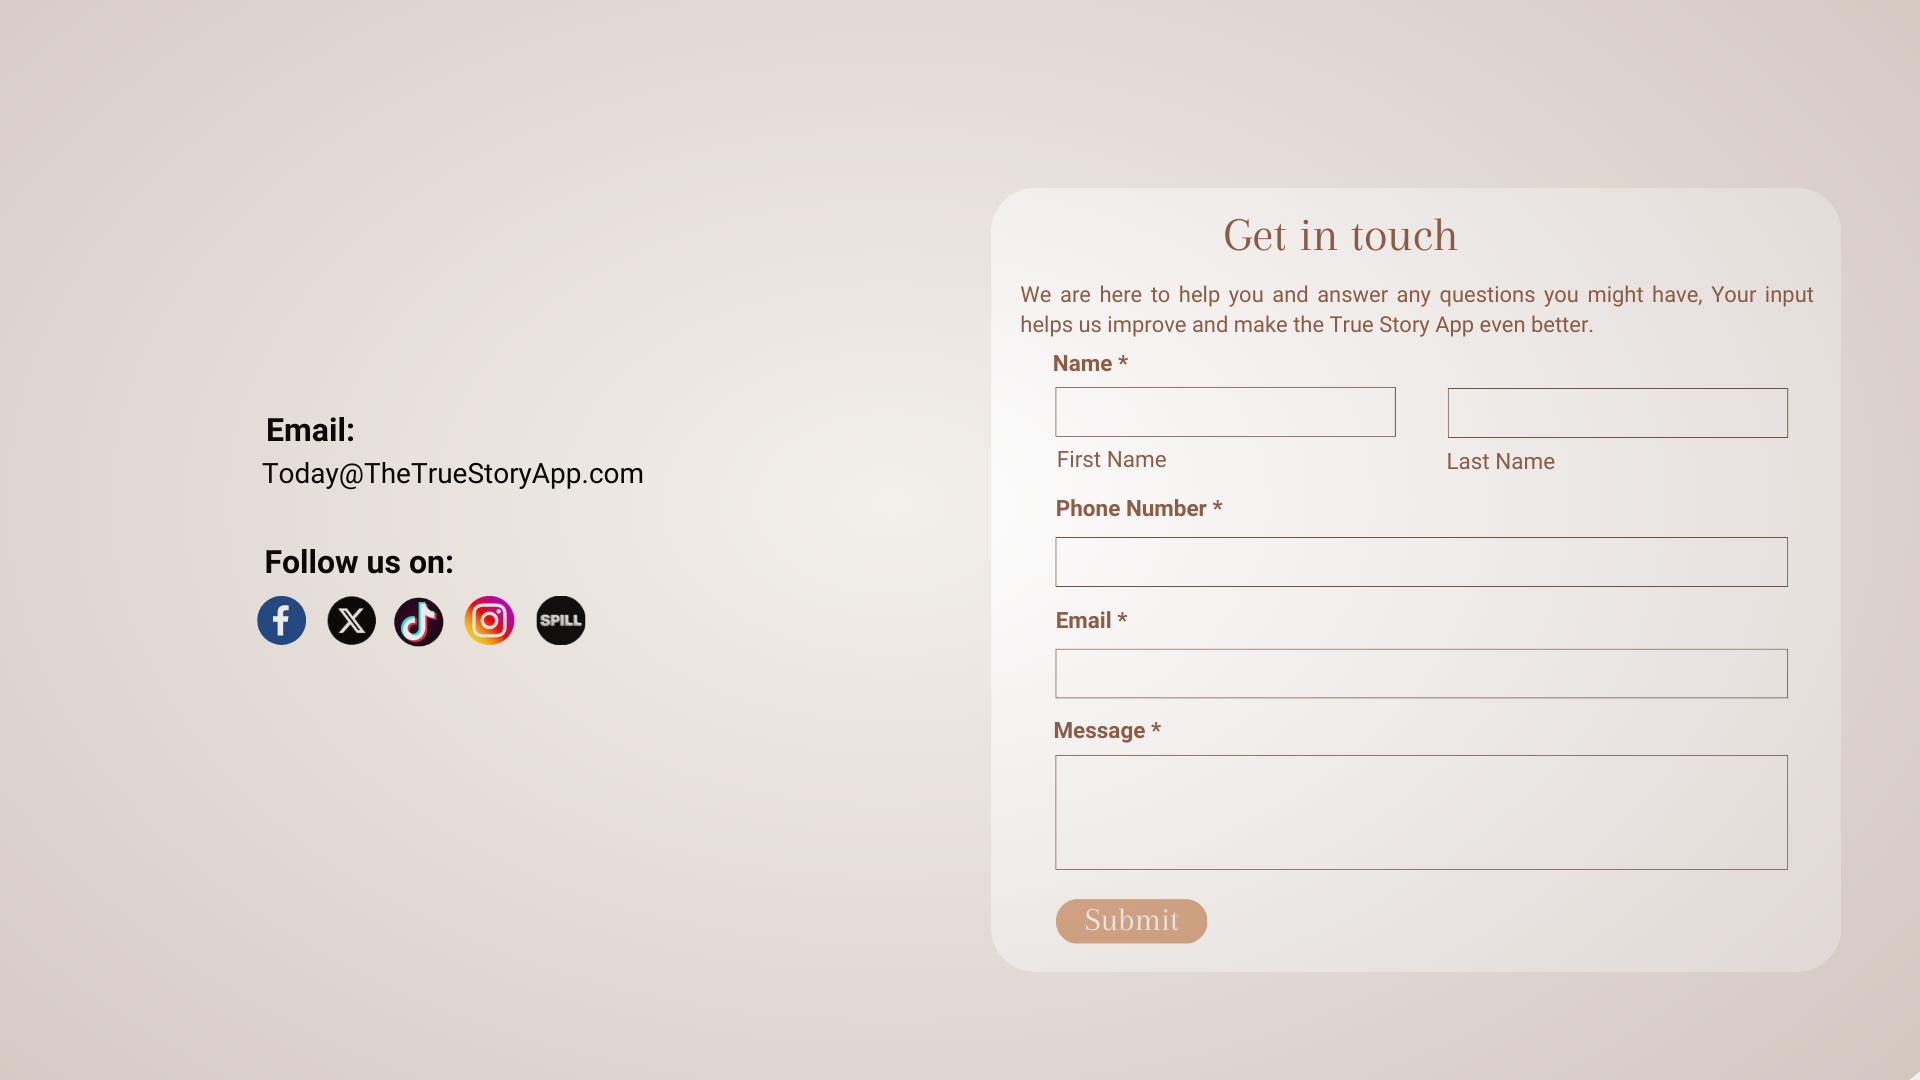 Email:
Today@TheTrueStoryApp.com
Follow us on:
SPILL
Get in touch
We are here to help you and answer any questions you might have, Your input
helps us improve and make the True Story App even better.
Name *
First Name
Last Name
Phone Number *
Email *
Message *
Submit